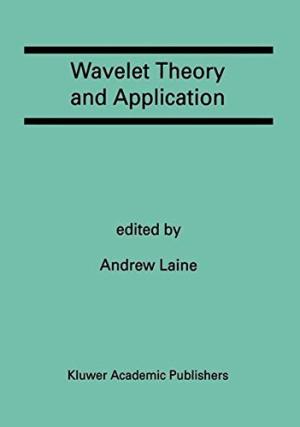 Wavelet Theory
and Application
edited by
Andrew Laine
Kluwer Academic Publishers